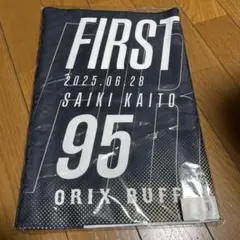 FIRST
2025.06.28
SAIKI KAITO
95
ORIX BUFF